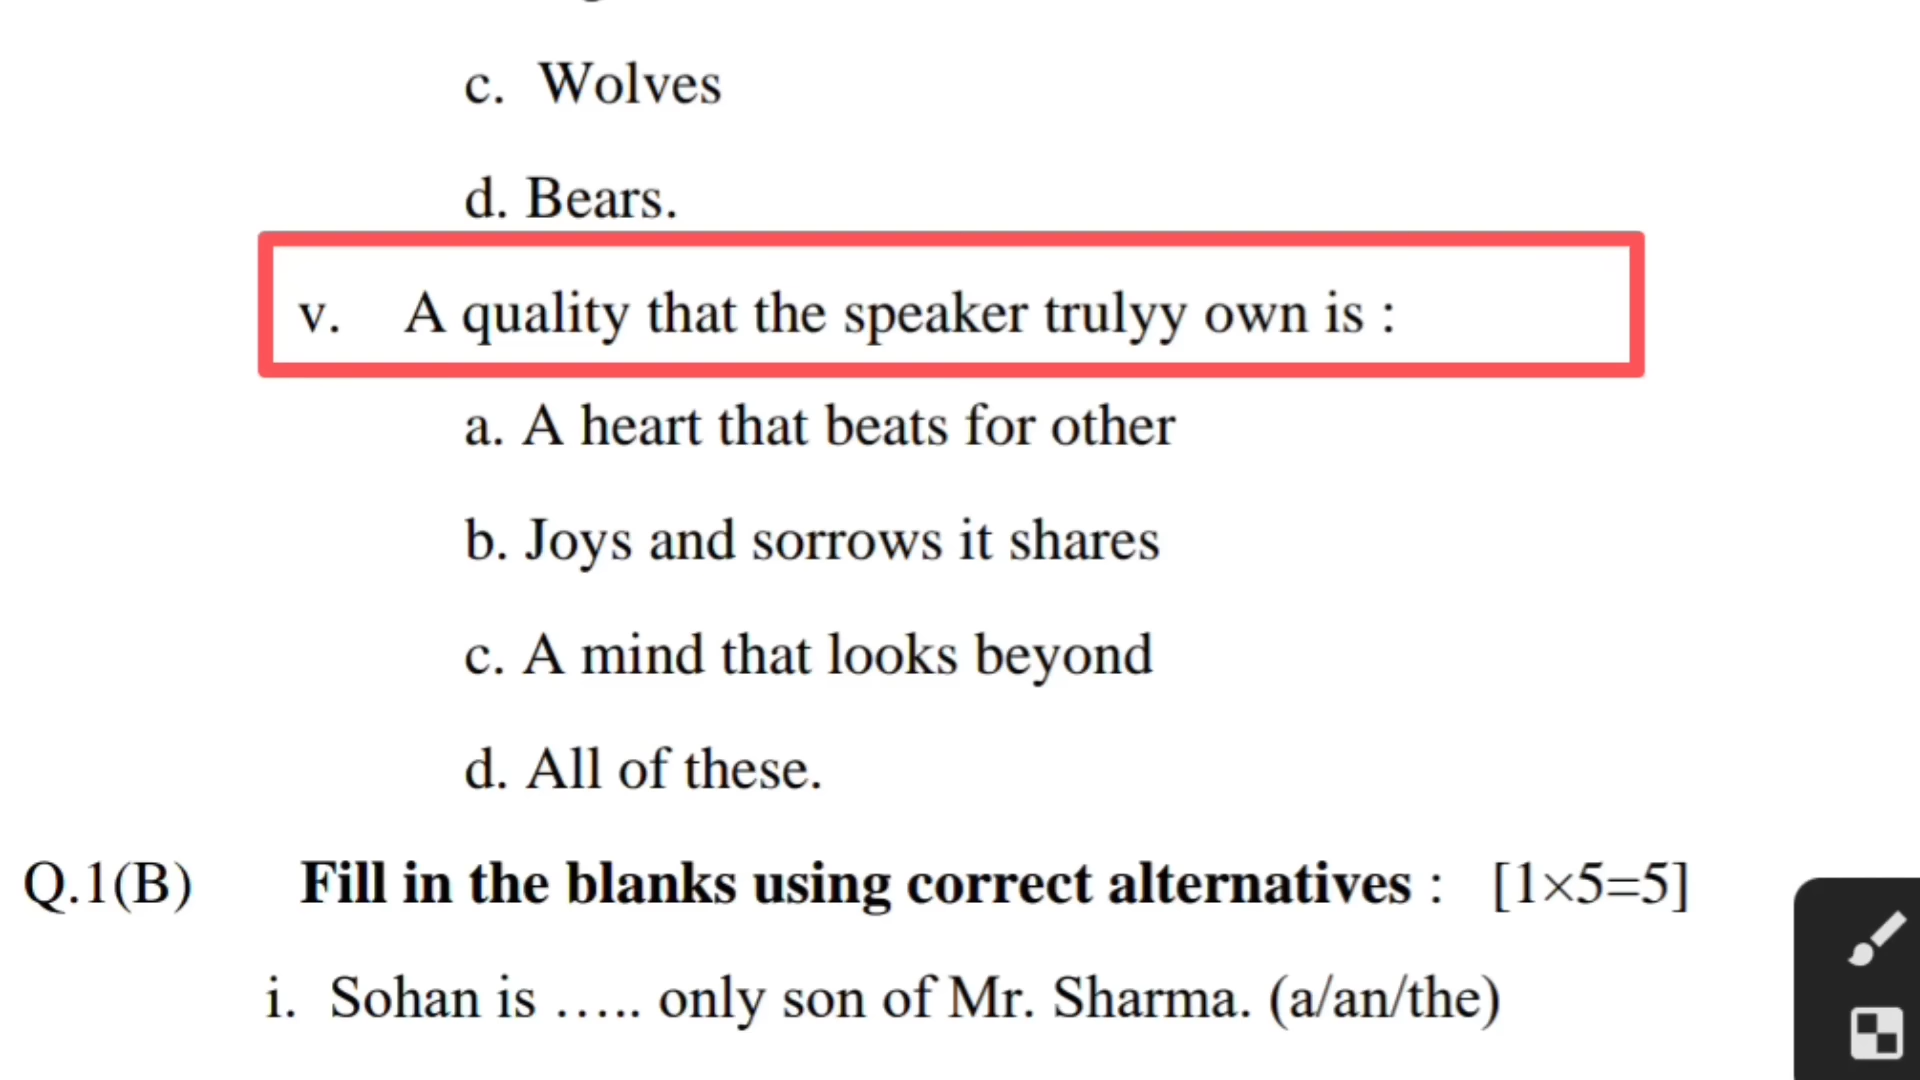 c. Wolves
d. Bears.
v. A quality that the speaker trulyy own is :
a. A heart that beats for other
b. Joys and sorrows it shares
c. A mind that looks beyond
d. All of these.
Q.1(B) Fill in the blanks using correct alternatives : [1×5=5]
i. Sohan is ..... only son of Mr. Sharma. (a/an/the)